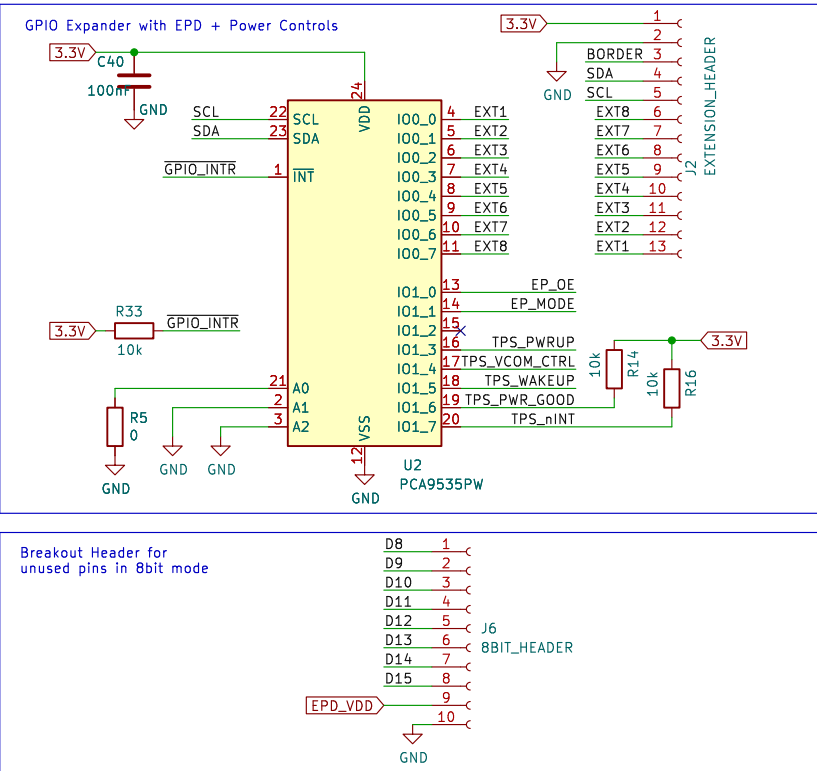 GPIO Expander with EPD + Power Controls
3.3V
C40
100nF
GND
24
VDD
SCL 22 SCL
SDA 23 SDA
GPIO_INTR 1 INT
IO0_0 4 EXT1
IO0_1 5 EXT2
IO0_2 6 EXT3
IO0_3 7 EXT4
IO0_4 8 EXT5
IO0_5 9 EXT6
IO0_6 10 EXT7
IO0_7 11 EXT8
IO1_0 13 EP_OE
IO1_1 14 EP_MODE
IO1_2 15
IO1_3 16 TPS_PWRUP
IO1_4 17 TPS_VCOM_CTRL
IO1_5 18 TPS_WAKEUP
IO1_6 19 TPS_PWR_GOOD
IO1_7 20 TPS_nINT
R33
3.3V GPIO_INTR
10k
21 A0
2 A1
3 A2
R5
0
GND
GND
GND
VSS
12
GND
U2
PCA9535PW
10k
R14
10k
R16
3.3V
3.3V 1
2
GND
BORDER 3
SDA 4
SCL 5
EXT8 6
EXT7 7
EXT6 8
EXT5 9
EXT4 10
EXT3 11
EXT2 12
EXT1 13
J2
EXTENSION_HEADER
Breakout Header for
unused pins in 8bit mode
D8 1
D9 2
D10 3
D11 4
D12 5
D13 6
D14 7
D15 8
EPD_VDD 9
10
GND
J6
8BIT_HEADER